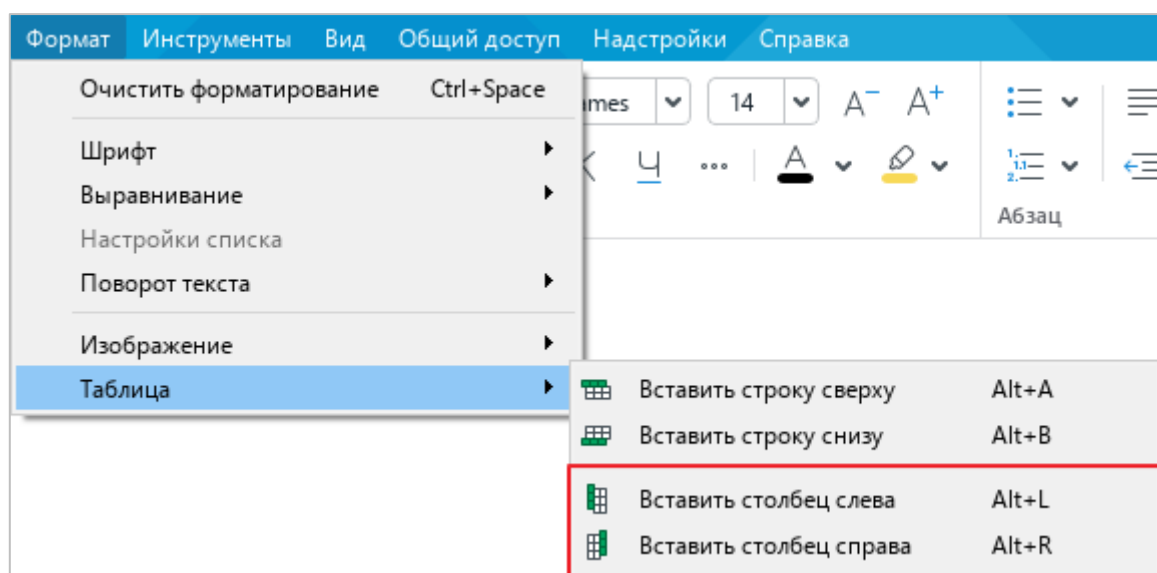 Формат Инструменты Вид Общий доступ Надстройки Справка
Очистить форматирование Ctrl+Space
14 A− A+
Шрифт
Ч ••• A
Выравнивание
Абзац
Настройки списка
Поворот текста
Изображение
Таблица
Вставить строку сверху Alt+A
Вставить строку снизу Alt+B
Вставить столбец слева Alt+L
Вставить столбец справа Alt+R